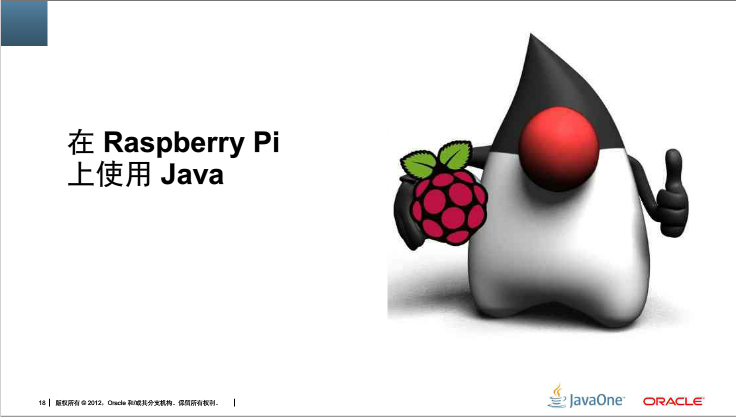 在 Raspberry Pi
上使用 Java
18 版权所有 © 2012，Oracle 和/或其分支机构。保留所有权利。
JavaOne™
ORACLE®